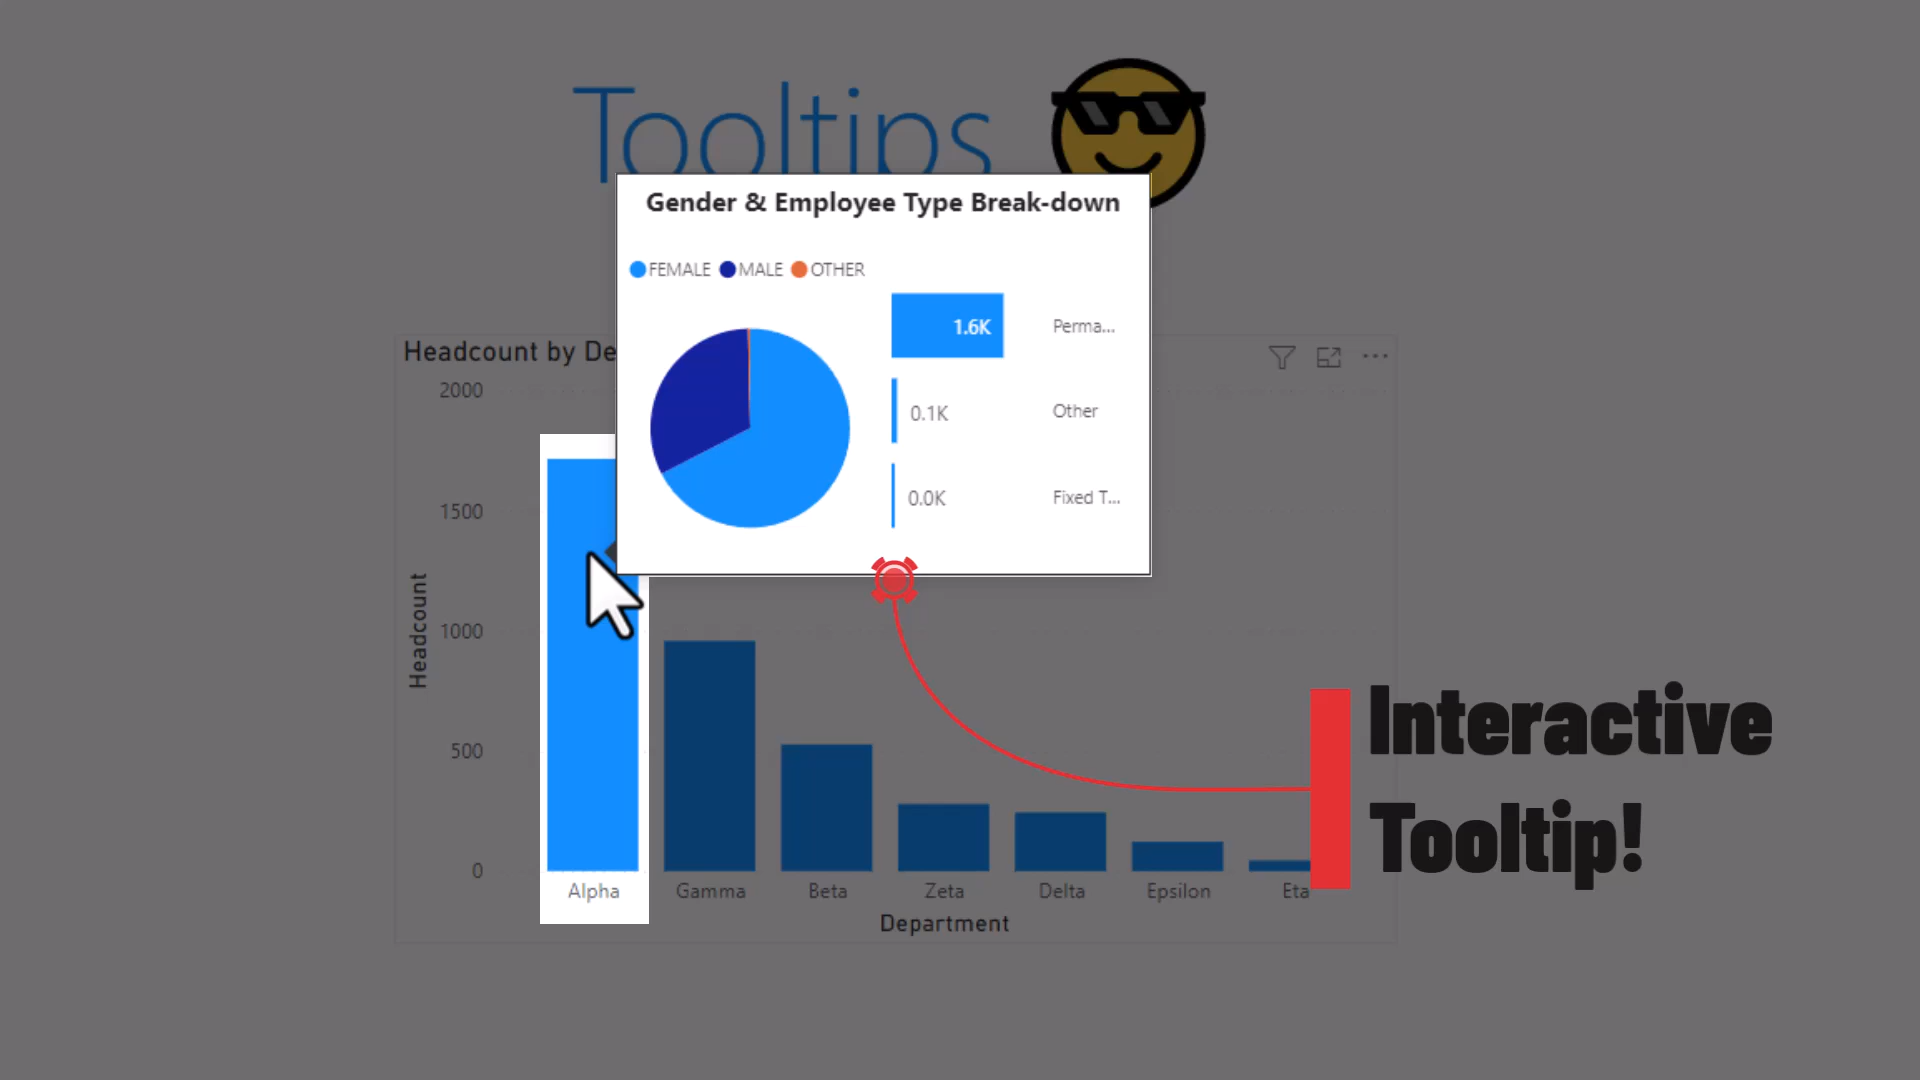 Tooltips
Gender & Employee Type Break-down
FEMALE MALE OTHER
1.6K Perma...
0.1K Other
0.0K Fixed T...
Headcount by De
2000
1500
1000
500
0
Headcount
Alpha Gamma Beta Zeta Delta Epsilon Eta
Department
Interactive
Tooltip!